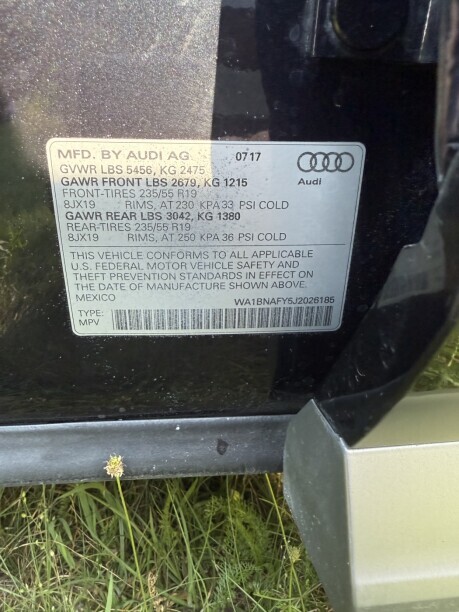 MFD. BY AUDI AG. 07 17
GVWR LBS 5456, KG 2475
GAWR FRONT LBS 2679, KG 1215
FRONT-TIRES 235/55 R19
8JX19 RIMS, AT 230 KPA 33 PSI COLD
GAWR REAR LBS 3042, KG 1380
REAR-TIRES 235/55 R19
8JX19 RIMS, AT 250 KPA 36 PSI COLD
Audi
THIS VEHICLE CONFORMS TO ALL APPLICABLE
U.S. FEDERAL MOTOR VEHICLE SAFETY AND
THEFT PREVENTION STANDARDS IN EFFECT ON
THE DATE OF MANUFACTURE SHOWN ABOVE.
MEXICO WA1BNAFY5J2026185
TYPE:
MPV